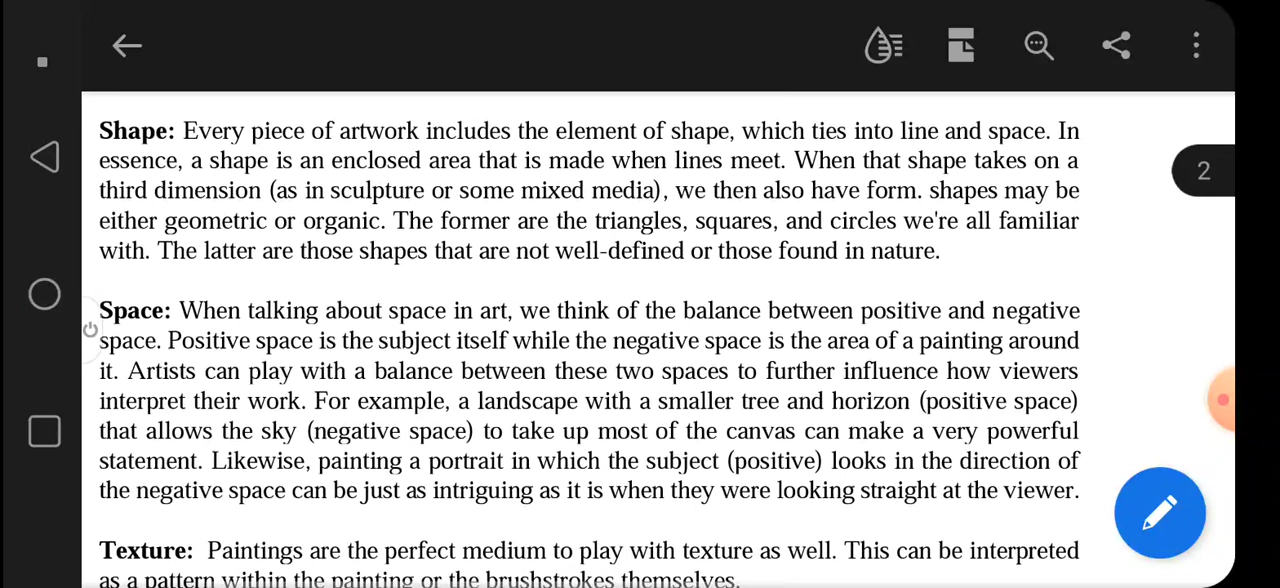 Shape: Every piece of artwork includes the element of shape, which ties into line and space. In
essence, a shape is an enclosed area that is made when lines meet. When that shape takes on a
third dimension (as in sculpture or some mixed media), we then also have form. shapes may be
either geometric or organic. The former are the triangles, squares, and circles we're all familiar
with. The latter are those shapes that are not well-defined or those found in nature.
2
Space: When talking about space in art, we think of the balance between positive and negative
space. Positive space is the subject itself while the negative space is the area of a painting around
it. Artists can play with a balance between these two spaces to further influence how viewers
interpret their work. For example, a landscape with a smaller tree and horizon (positive space)
that allows the sky (negative space) to take up most of the canvas can make a very powerful
statement. Likewise, painting a portrait in which the subject (positive) looks in the direction of
the negative space can be just as intriguing as it is when they were looking straight at the viewer.
Texture: Paintings are the perfect medium to play with texture as well. This can be interpreted
as a pattern within the painting or the brushstrokes themselves.